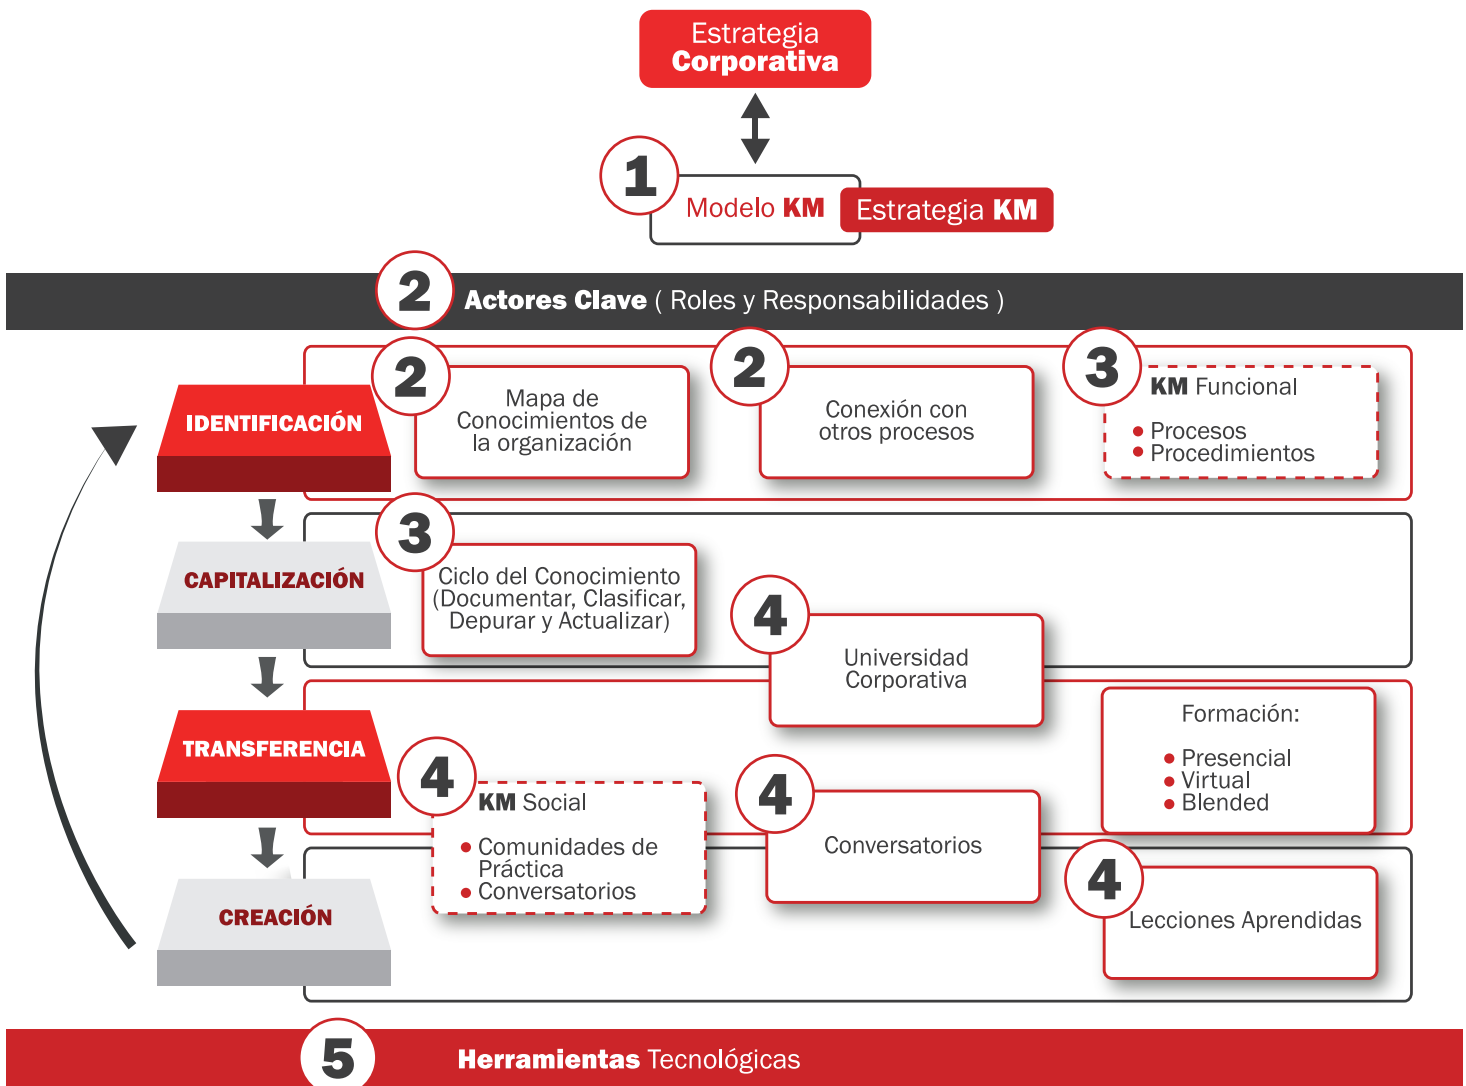 Estrategia
Corporativa
1
Modelo KM
Estrategia KM
2
Actores Clave ( Roles y Responsabilidades )
IDENTIFICACIÓN
2
Mapa de
Conocimientos de
la organización
2
Conexión con
otros procesos
3
KM Funcional
• Procesos
• Procedimientos
CAPITALIZACIÓN
3
Ciclo del Conocimiento
(Documentar, Clasificar,
Depurar y Actualizar)
4
Universidad
Corporativa
TRANSFERENCIA
Formación:
• Presencial
• Virtual
• Blended
4
KM Social
• Comunidades de
Práctica
• Conversatorios
4
Conversatorios
CREACIÓN
4
Lecciones Aprendidas
5
Herramientas Tecnológicas